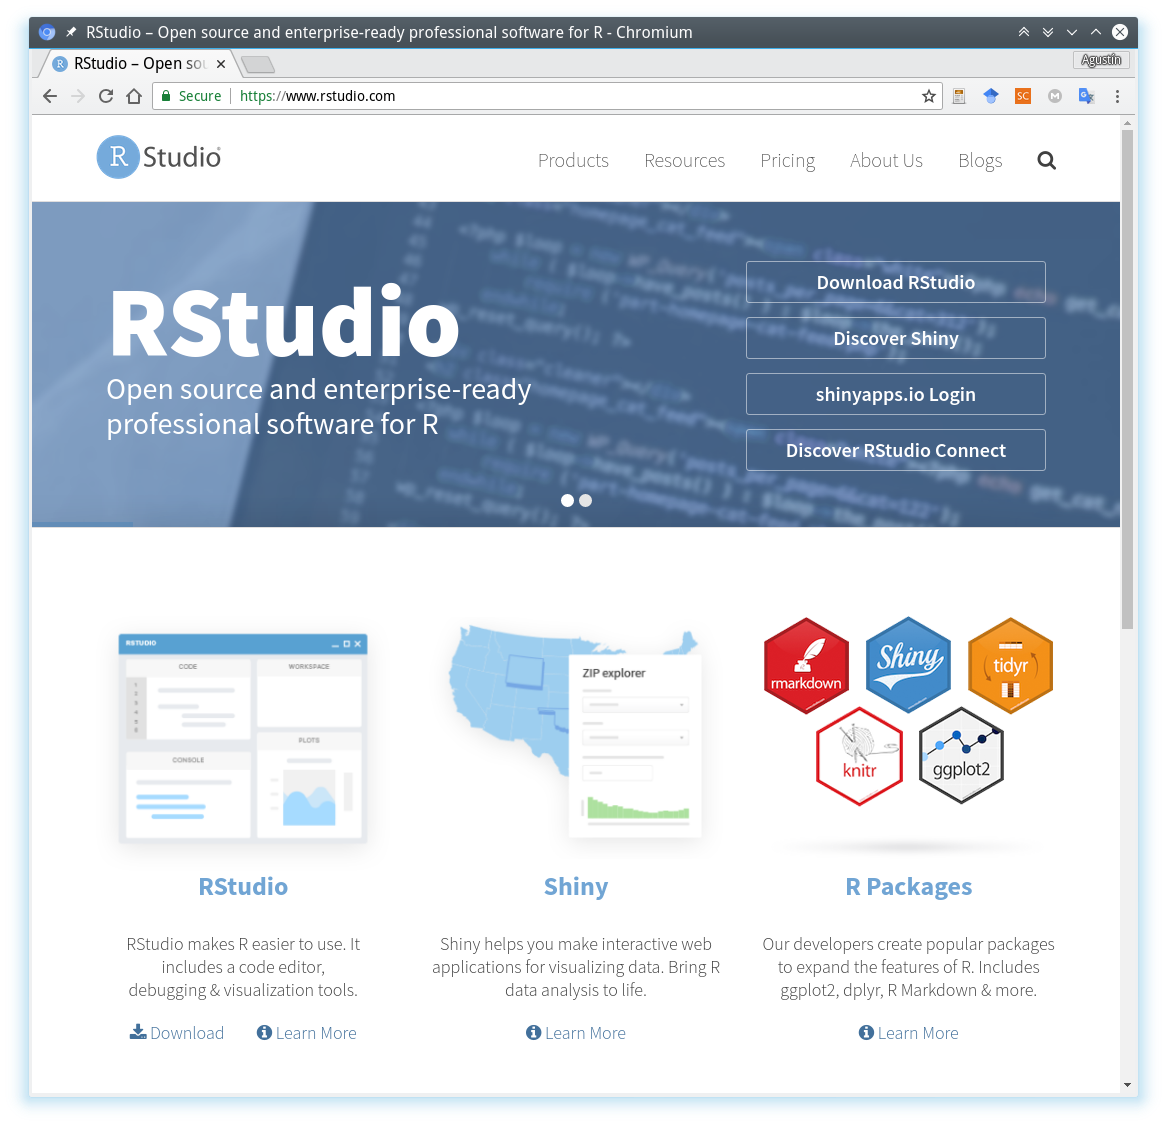 RStudio – Open source and enterprise-ready professional software for R - Chromium
RStudio – Open sou
Agustín
Secure
https://www.rstudio.com
SC
M
G
R Studio®
Products
Resources
Pricing
About Us
Blogs
RStudio
Open source and enterprise-ready
professional software for R
Download RStudio
Discover Shiny
shinyapps.io Login
Discover RStudio Connect
RSTUDIO
CODE
WORKSPACE
PLOTS
CONSOLE
ZIP explorer
rmarkdown
Shiny
tidyr
knitr
ggplot2
RStudio
RStudio makes R easier to use. It
includes a code editor,
debugging & visualization tools.
Download
Learn More
Shiny
Shiny helps you make interactive web
applications for visualizing data. Bring R
data analysis to life.
Learn More
R Packages
Our developers create popular packages
to expand the features of R. Includes
ggplot2, dplyr, R Markdown & more.
Learn More